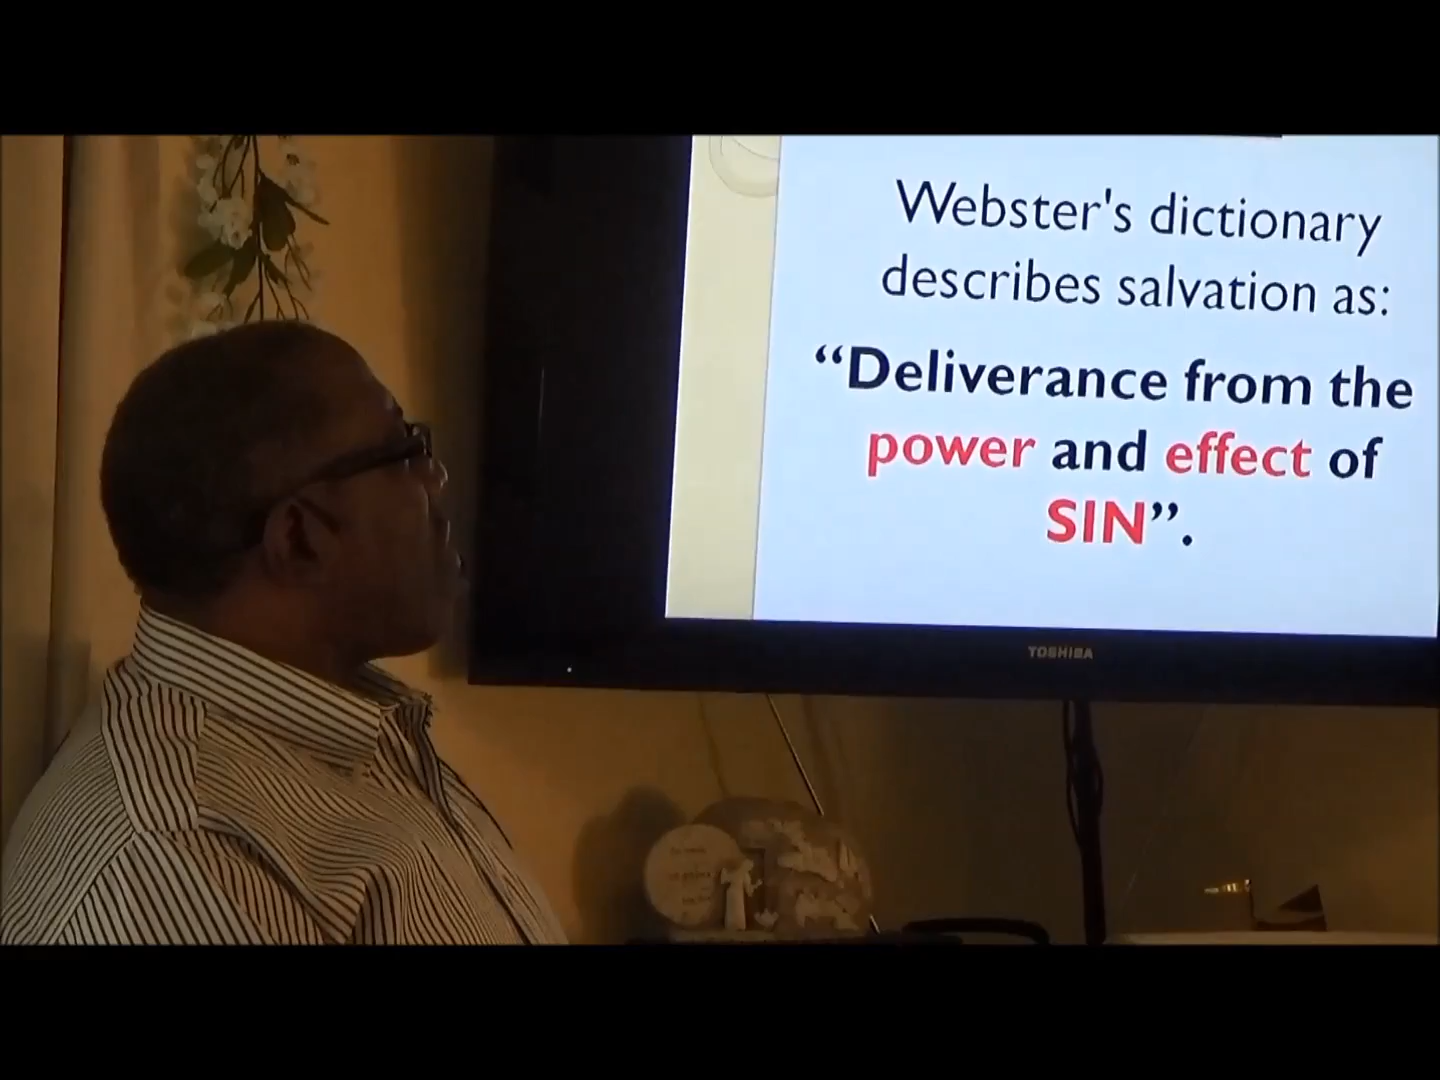 Webster's dictionary
describes salvation as:
“Deliverance from the
power and effect of
SIN”.
TOSHIBA